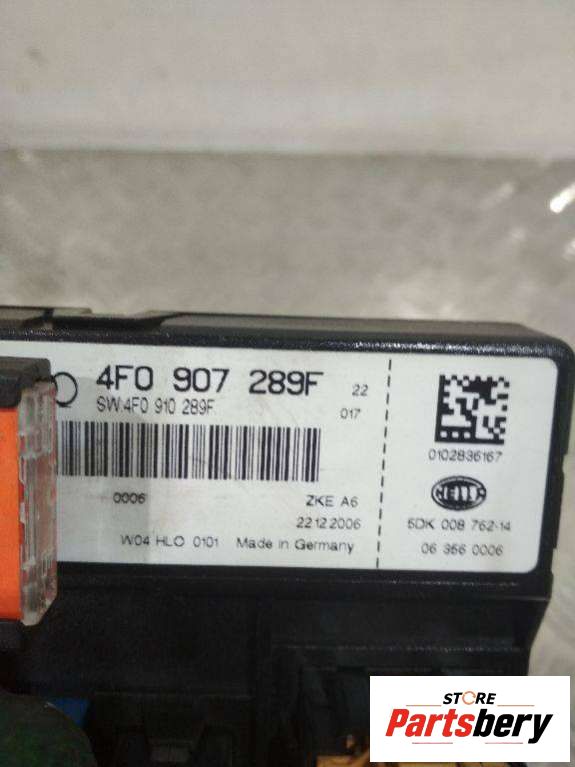 4F0 907 289F 22
SW:4F0 910 289F 017
0102836167
HELLA
0006 ZKE A6
22.12.2006
5DK 008 762-14
W04 HLO 0101 Made in Germany
06 356 0006
STORE
Partsbery